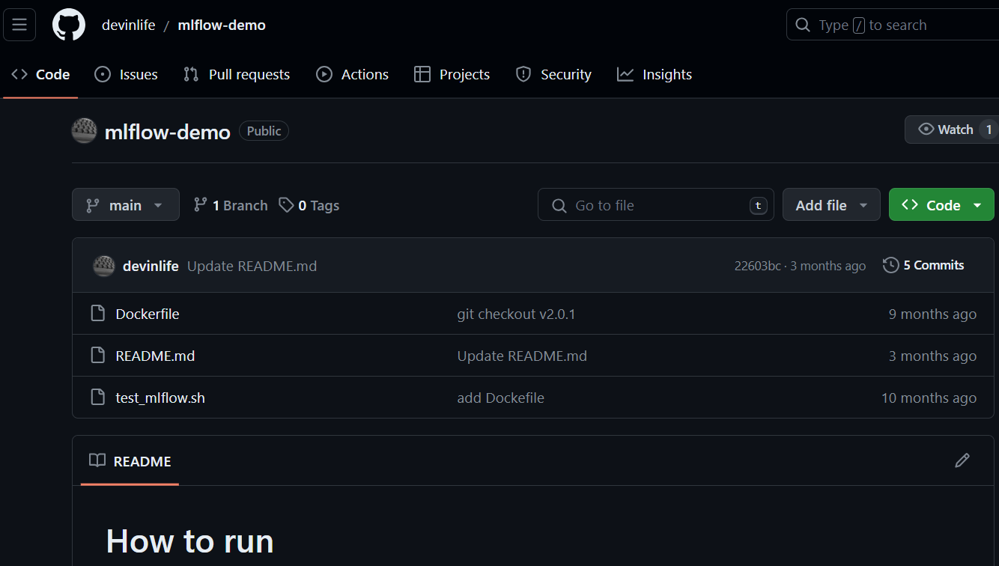 devinlife / mlflow-demo
Type / to search
Code Issues Pull requests Actions Projects Security Insights
mlflow-demo Public
Watch 1
main 1 Branch 0 Tags
Go to file t
Add file
Code
devinlife Update README.md 22603bc · 3 months ago 5 Commits
Dockerfile git checkout v2.0.1 9 months ago
README.md Update README.md 3 months ago
test_mlflow.sh add Dockefile 10 months ago
README
How to run